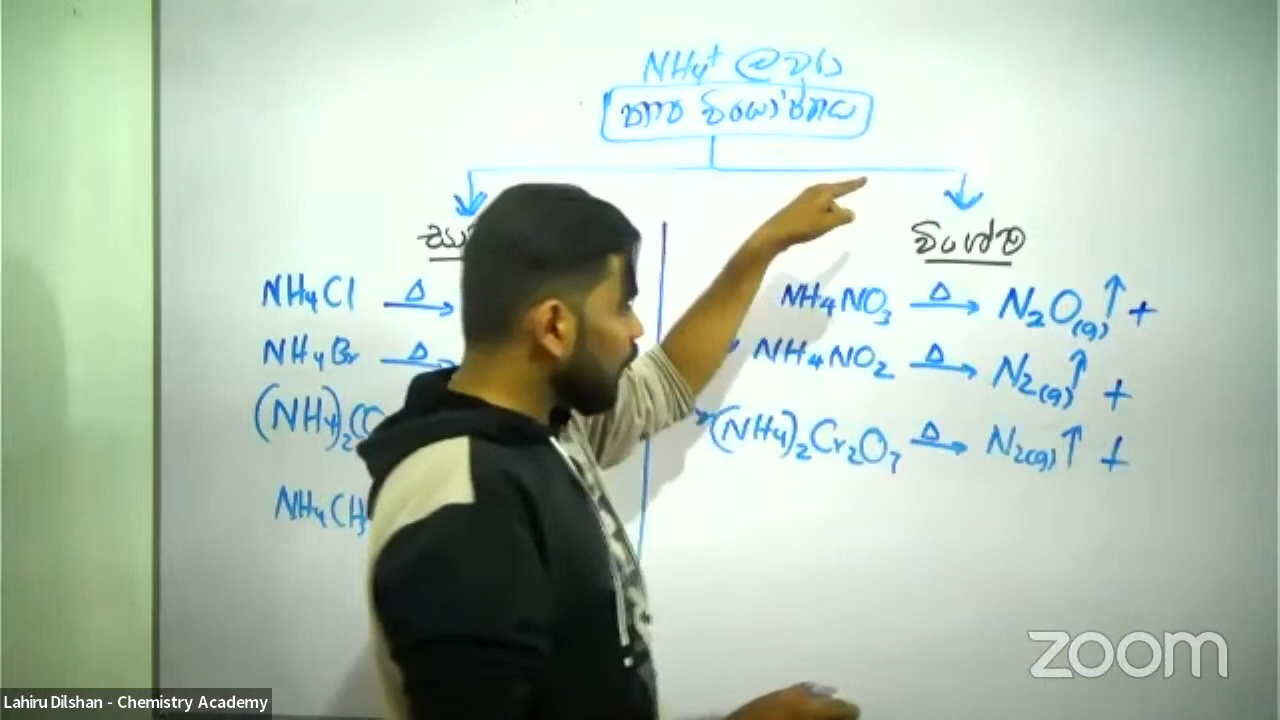 NH₄⁺ ලවණ
තාප වියෝජනය
විශේෂ
NH₄Cl →Δ
NH₄Br →Δ
(NH₄)₂C
NH₄CH₃
NH₄NO₃ →Δ N₂O(g)↑ +
NH₄NO₂ →Δ N₂(g)↑ +
(NH₄)₂Cr₂O₇ →Δ N₂(g)↑ +
zoom
Lahiru Dilshan - Chemistry Academy